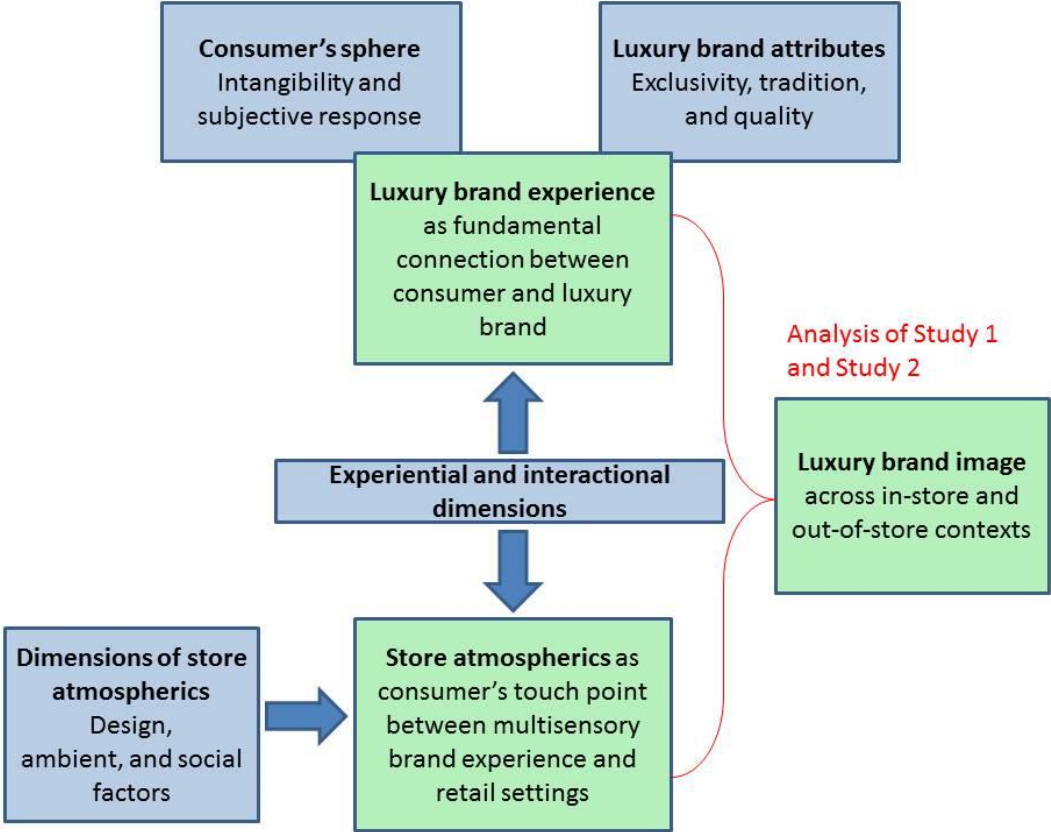 Consumer's sphere
Intangibility and
subjective response
Luxury brand attributes
Exclusivity, tradition,
and quality
Luxury brand experience
as fundamental
connection between
consumer and luxury
brand
Analysis of Study 1
and Study 2
Luxury brand image
across in-store and
out-of-store contexts
Experiential and interactional
dimensions
Dimensions of store
atmospherics
Design,
ambient, and social
factors
Store atmospherics as
consumer's touch point
between multisensory
brand experience and
retail settings